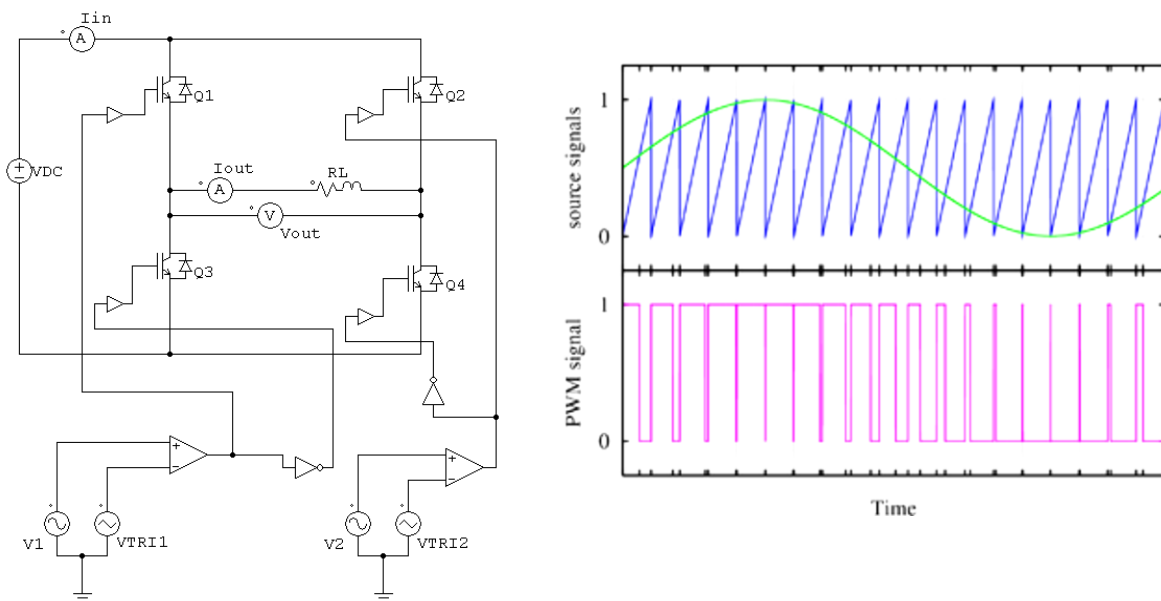 Iin
A
Q1
Q2
VDC
Iout
A
RL
V
Vout
Q3
Q4
V1
VTRI1
V2
VTRI2
source signals
1
0
PWM signal
1
0
Time